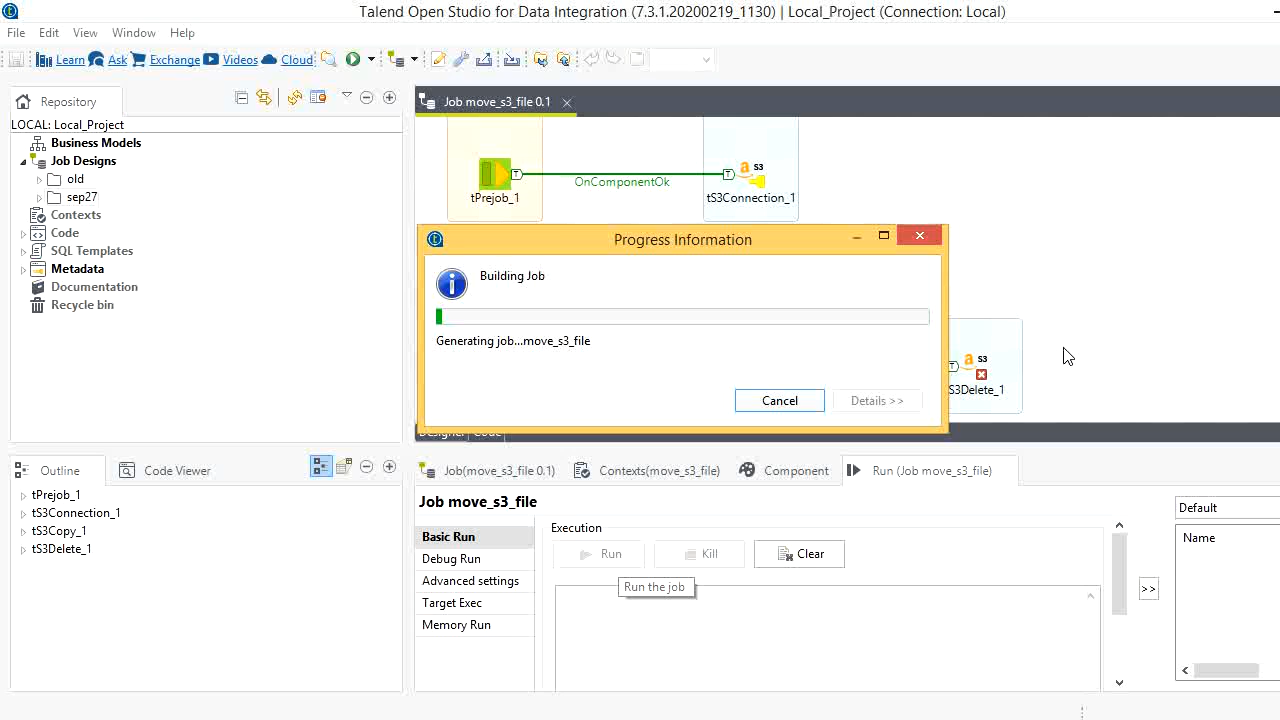 Talend Open Studio for Data Integration (7.3.1.20200219_1130) | Local_Project (Connection: Local)
File Edit View Window Help
Learn Ask Exchange Videos Cloud
Repository
LOCAL: Local_Project
Business Models
Job Designs
old
sep27
Contexts
Code
SQL Templates
Metadata
Documentation
Recycle bin
Job move_s3_file 0.1
T
T
S3
OnComponentOk
tPrejob_1
tS3Connection_1
Progress Information
Building Job
Generating job...move_s3_file
Cancel
Details >>
T
S3
S3Delete_1
Designer Code
Outline
Code Viewer
tPrejob_1
tS3Connection_1
tS3Copy_1
tS3Delete_1
Job(move_s3_file 0.1)
Contexts(move_s3_file)
Component
Run (Job move_s3_file)
Job move_s3_file
Basic Run
Debug Run
Advanced settings
Target Exec
Memory Run
Execution
Run
Kill
Clear
Run the job
>>
Default
Name